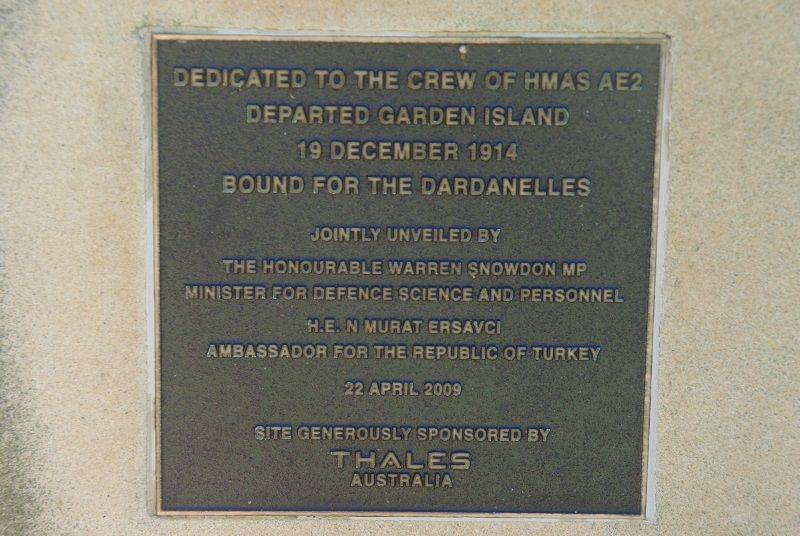 DEDICATED TO THE CREW OF HMAS AE2
DEPARTED GARDEN ISLAND
19 DECEMBER 1914
BOUND FOR THE DARDANELLES
JOINTLY UNVEILED BY
THE HONOURABLE WARREN SNOWDON MP
MINISTER FOR DEFENCE SCIENCE AND PERSONNEL
H.E. N MURAT ERSAVCI
AMBASSADOR FOR THE REPUBLIC OF TURKEY
22 APRIL 2009
SITE GENEROUSLY SPONSORED BY
THALES
AUSTRALIA